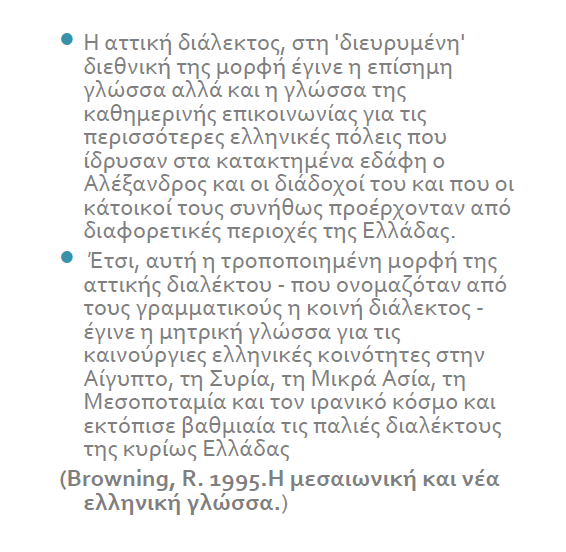 • Η αττική διάλεκτος, στη 'διευρυμένη'
διεθνική της μορφή έγινε η επίσημη
γλώσσα αλλά και η γλώσσα της
καθημερινής επικοινωνίας για τις
περισσότερες ελληνικές πόλεις που
ίδρυσαν στα κατακτημένα εδάφη ο
Αλέξανδρος και οι διάδοχοί του και που οι
κάτοικοί τους συνήθως προέρχονταν από
διαφορετικές περιοχές της Ελλάδας.
• Έτσι, αυτή η τροποποιημένη μορφή της
αττικής διαλέκτου - που ονομαζόταν από
τους γραμματικούς η κοινή διάλεκτος -
έγινε η μητρική γλώσσα για τις
καινούργιες ελληνικές κοινότητες στην
Αίγυπτο, τη Συρία, τη Μικρά Ασία, τη
Μεσοποταμία και τον ιρανικό κόσμο και
εκτόπισε βαθμιαία τις παλιές διαλέκτους
της κυρίως Ελλάδας
(Browning, R. 1995.Η μεσαιωνική και νέα
ελληνική γλώσσα.)